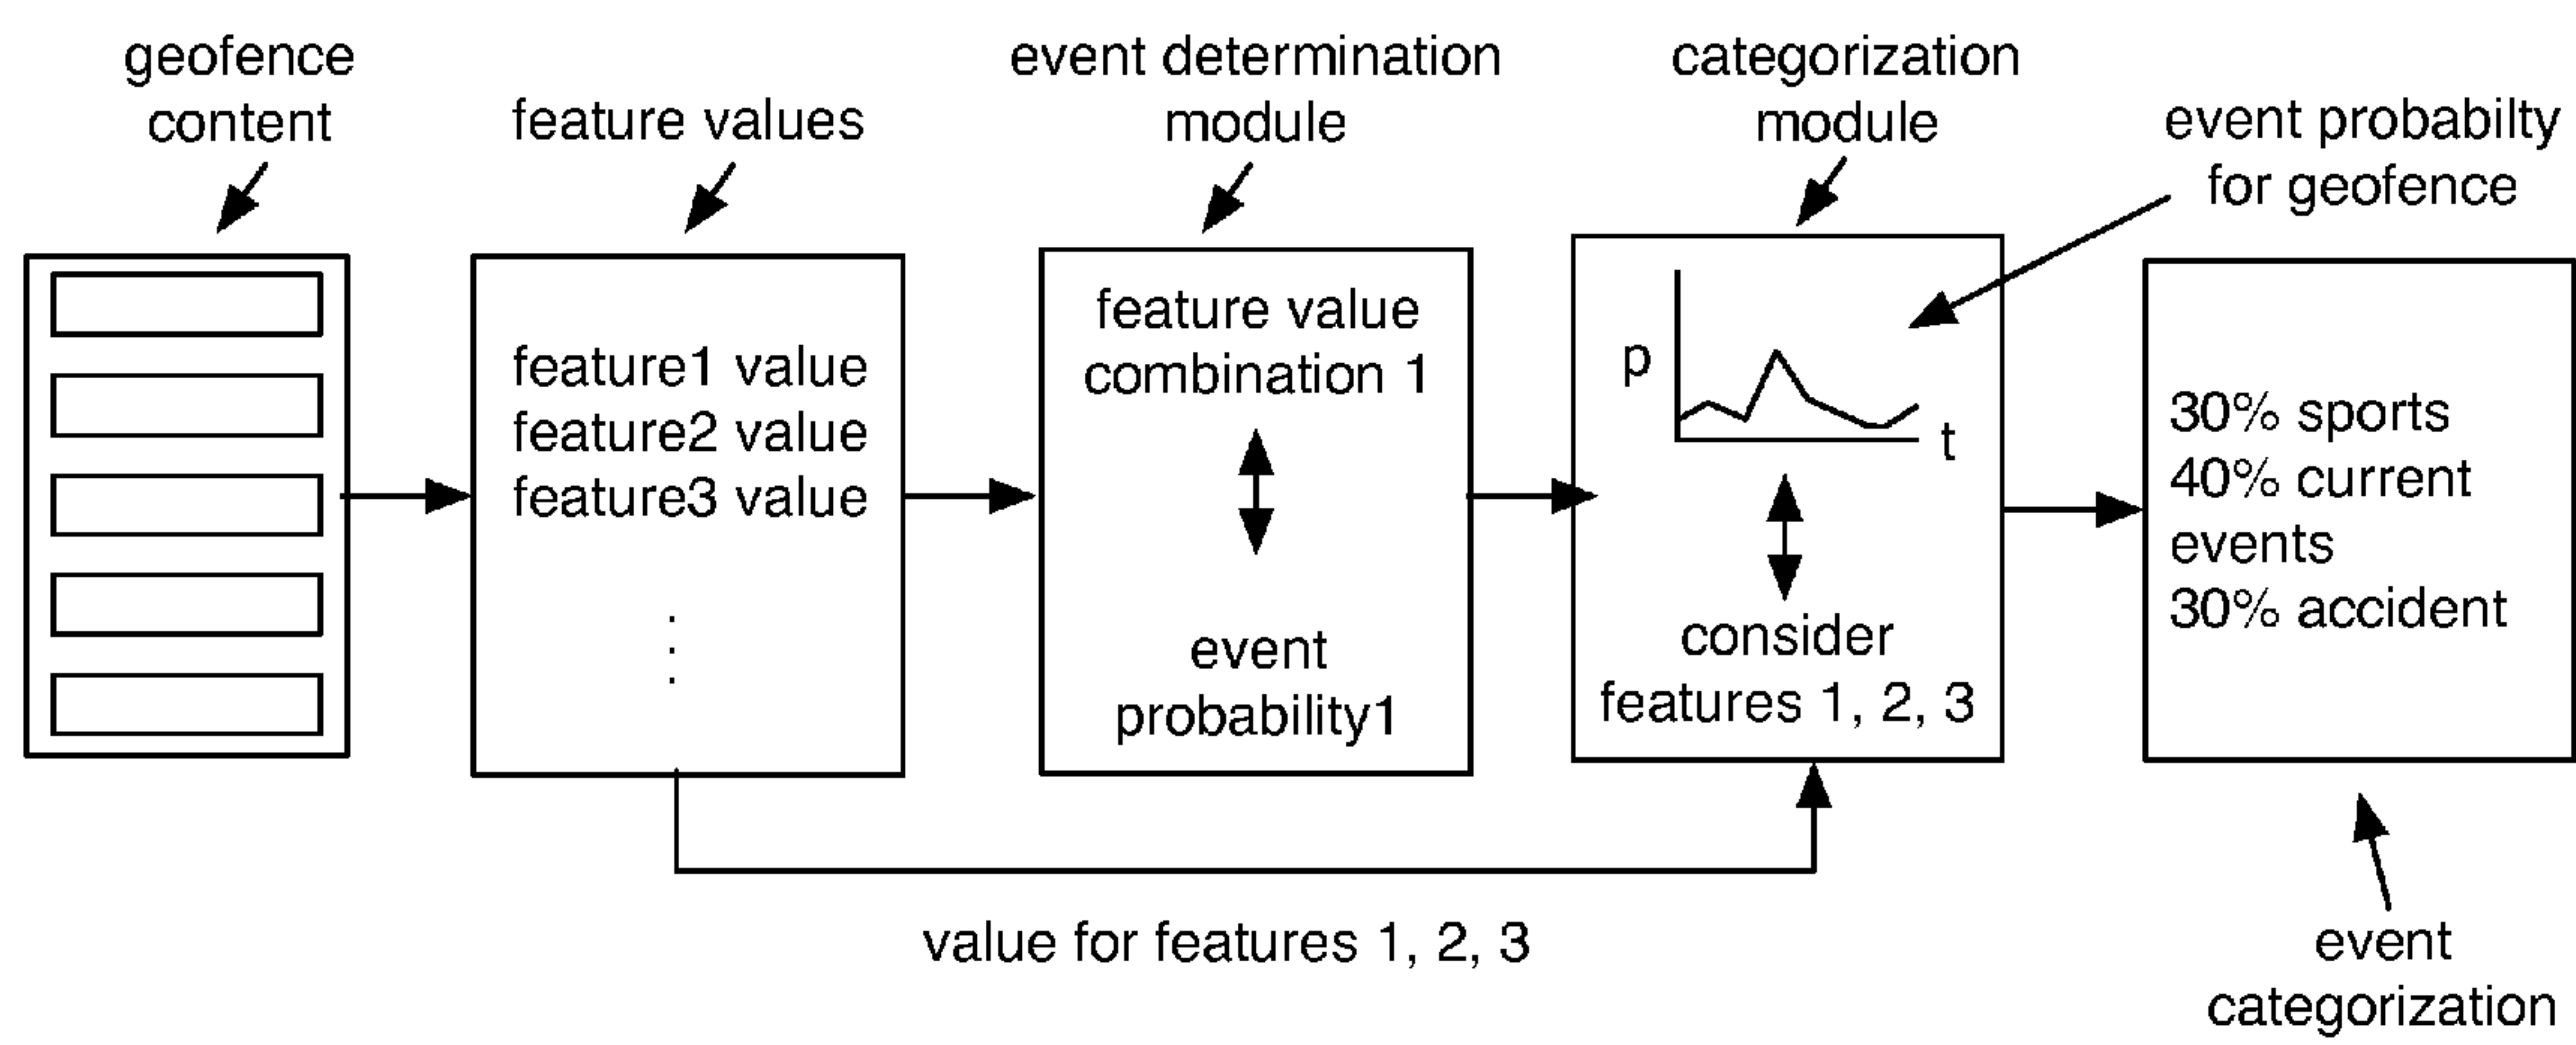 geofence
content
feature values
event determination
module
categorization
module
event probabilty
for geofence
feature1 value
feature2 value
feature3 value
feature value
combination 1
event
probability1
p
t
consider
features 1, 2, 3
30% sports
40% current
events
30% accident
value for features 1, 2, 3
event
categorization